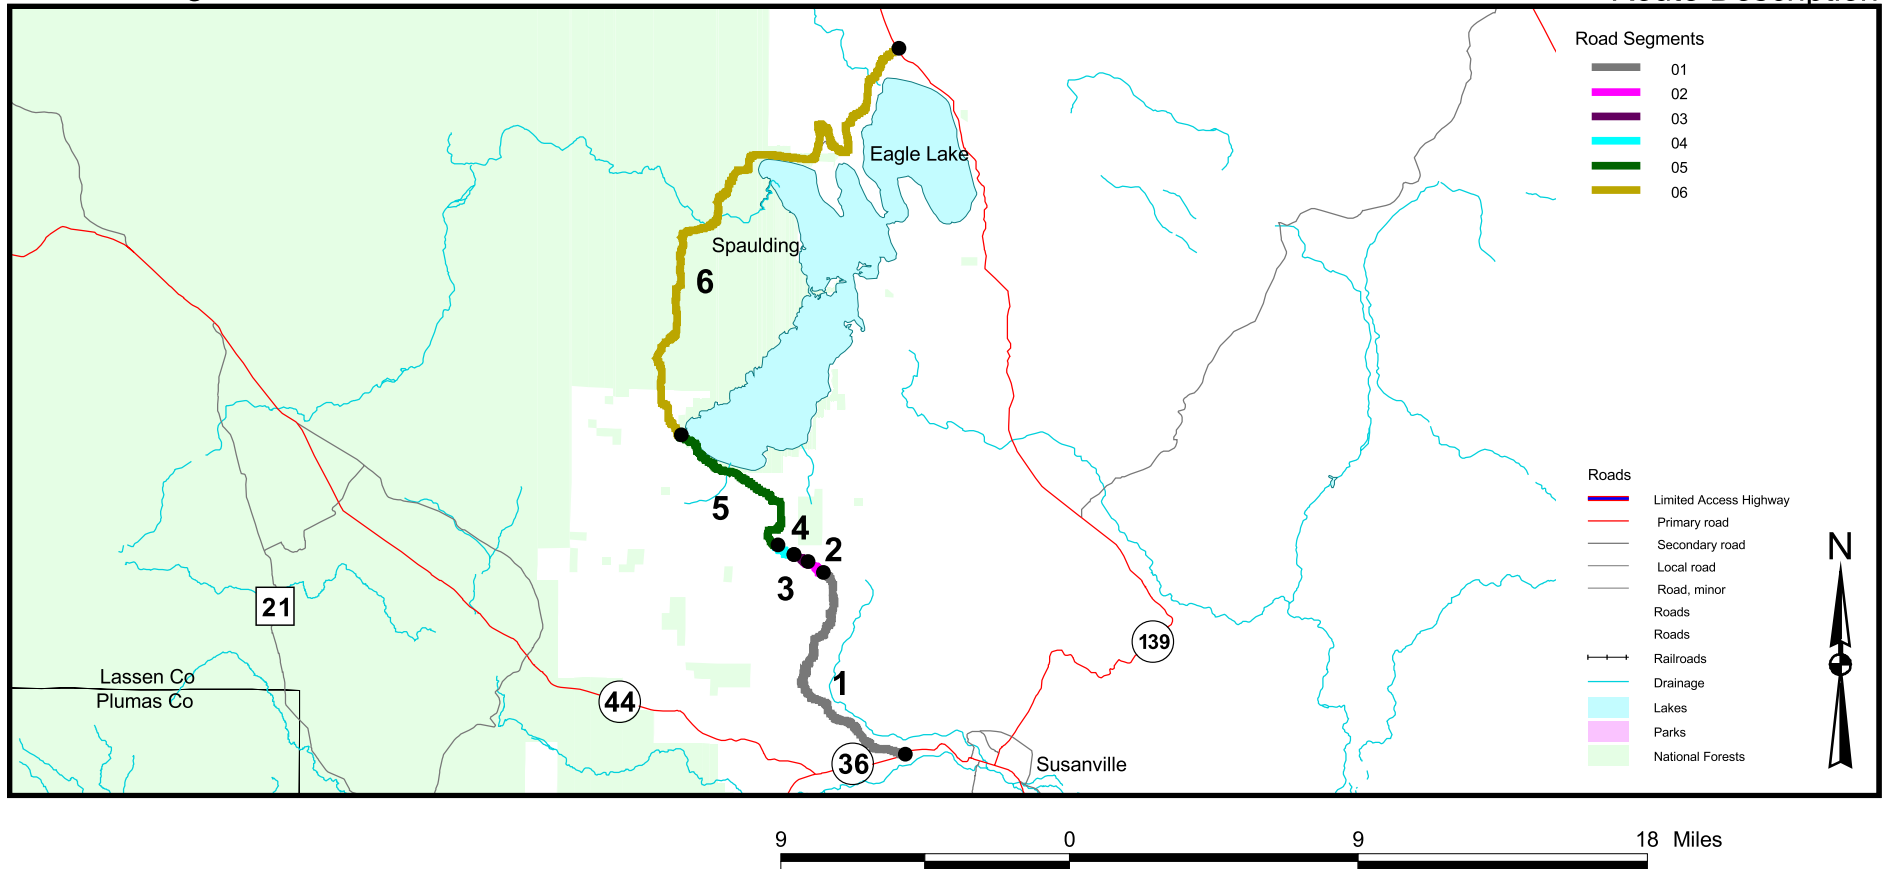 Route Description
Road Segments
01
02
03
04
05
06
Eagle Lake
Spaulding
6
5
4
2
3
1
21
Lassen Co
Plumas Co
44
36
139
Susanville
Roads
Limited Access Highway
Primary road
Secondary road
Local road
Road, minor
Roads
Roads
Railroads
Drainage
Lakes
Parks
National Forests
N
9 0 9 18 Miles